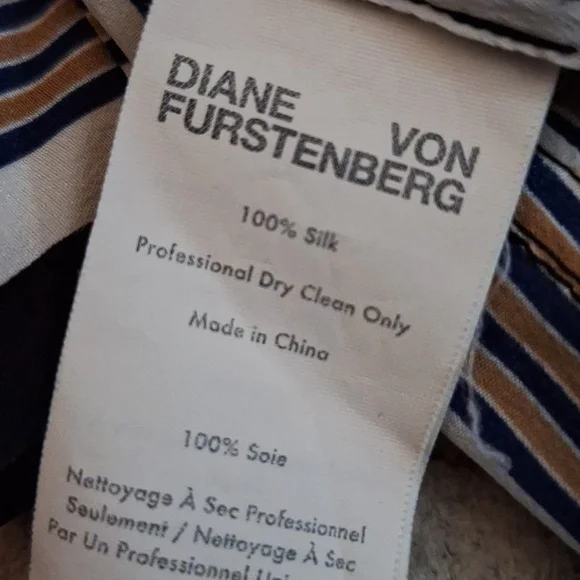 DIANE VON
FURSTENBERG
100% Silk
Professional Dry Clean Only
Made in China
100% Soie
Nettoyage À Sec Professionnel
Seulement / Nettoyage À Sec
Par Un Professionnel